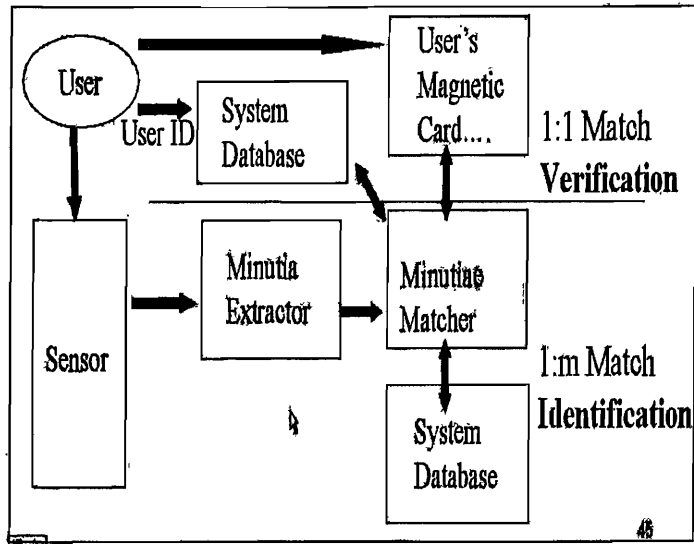 User
User ID
System
Database
User's
Magnetic
Card....
1:1 Match
Verification
Sensor
Minutia
Extractor
Minutiae
Matcher
1:m Match
Identification
System
Database
45